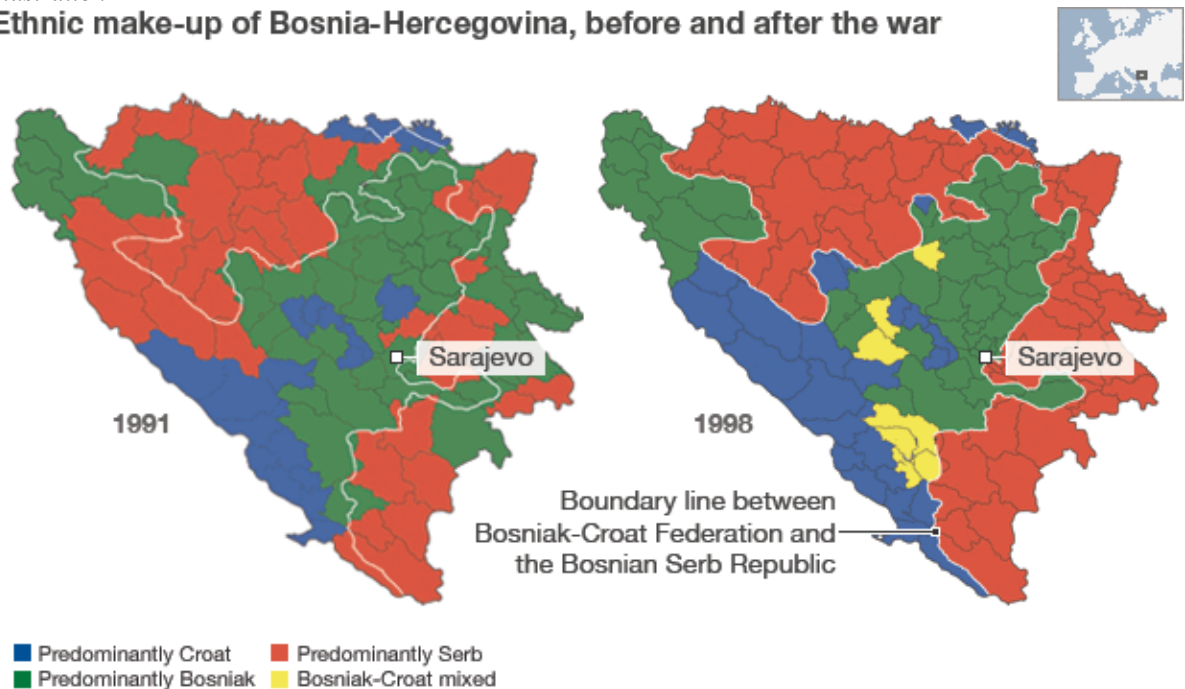 Ethnic make-up of Bosnia-Hercegovina, before and after the war
Sarajevo
1991
Sarajevo
1998
Boundary line between
Bosniak-Croat Federation and
the Bosnian Serb Republic
Predominantly Croat
Predominantly Serb
Predominantly Bosniak
Bosniak-Croat mixed